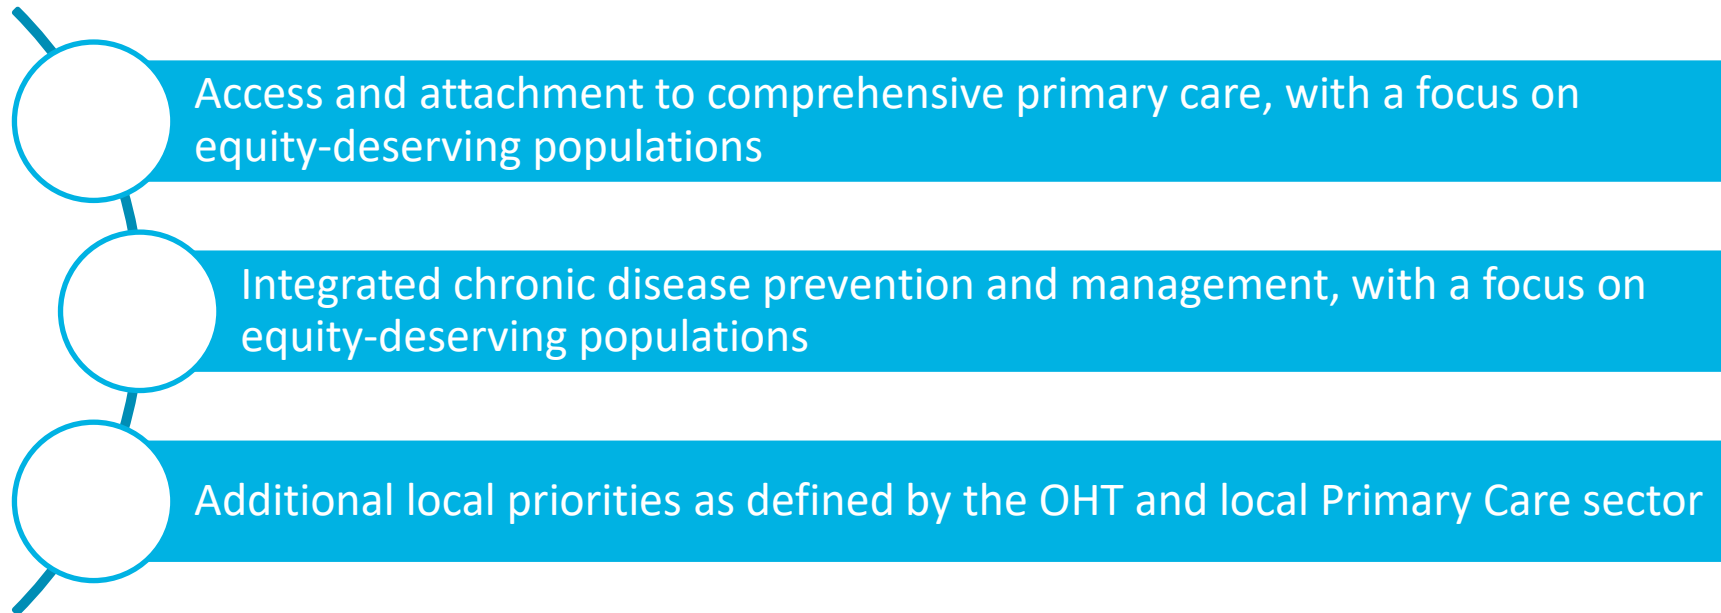 Access and attachment to comprehensive primary care, with a focus on
equity-deserving populations
Integrated chronic disease prevention and management, with a focus on
equity-deserving populations
Additional local priorities as defined by the OHT and local Primary Care sector